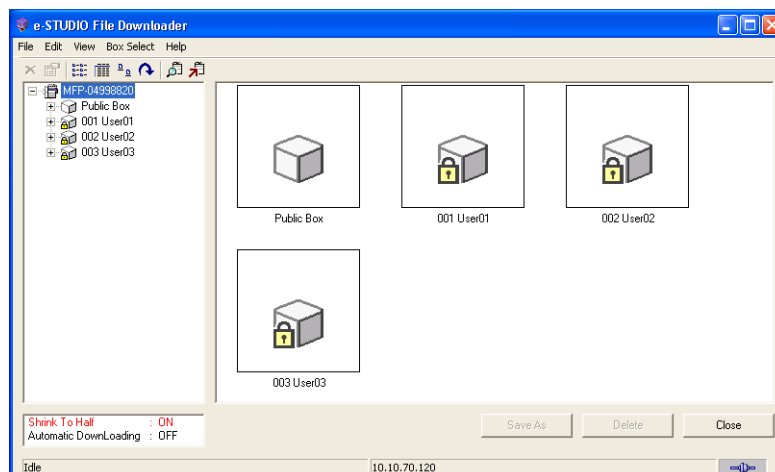 e-STUDIO File Downloader
File Edit View Box Select Help
MFP-04998820
Public Box
001 User01
002 User02
003 User03
Public Box
001 User01
002 User02
003 User03
Shrink To Half : ON
Automatic DownLoading : OFF
Save As
Delete
Close
Idle
10.10.70.120